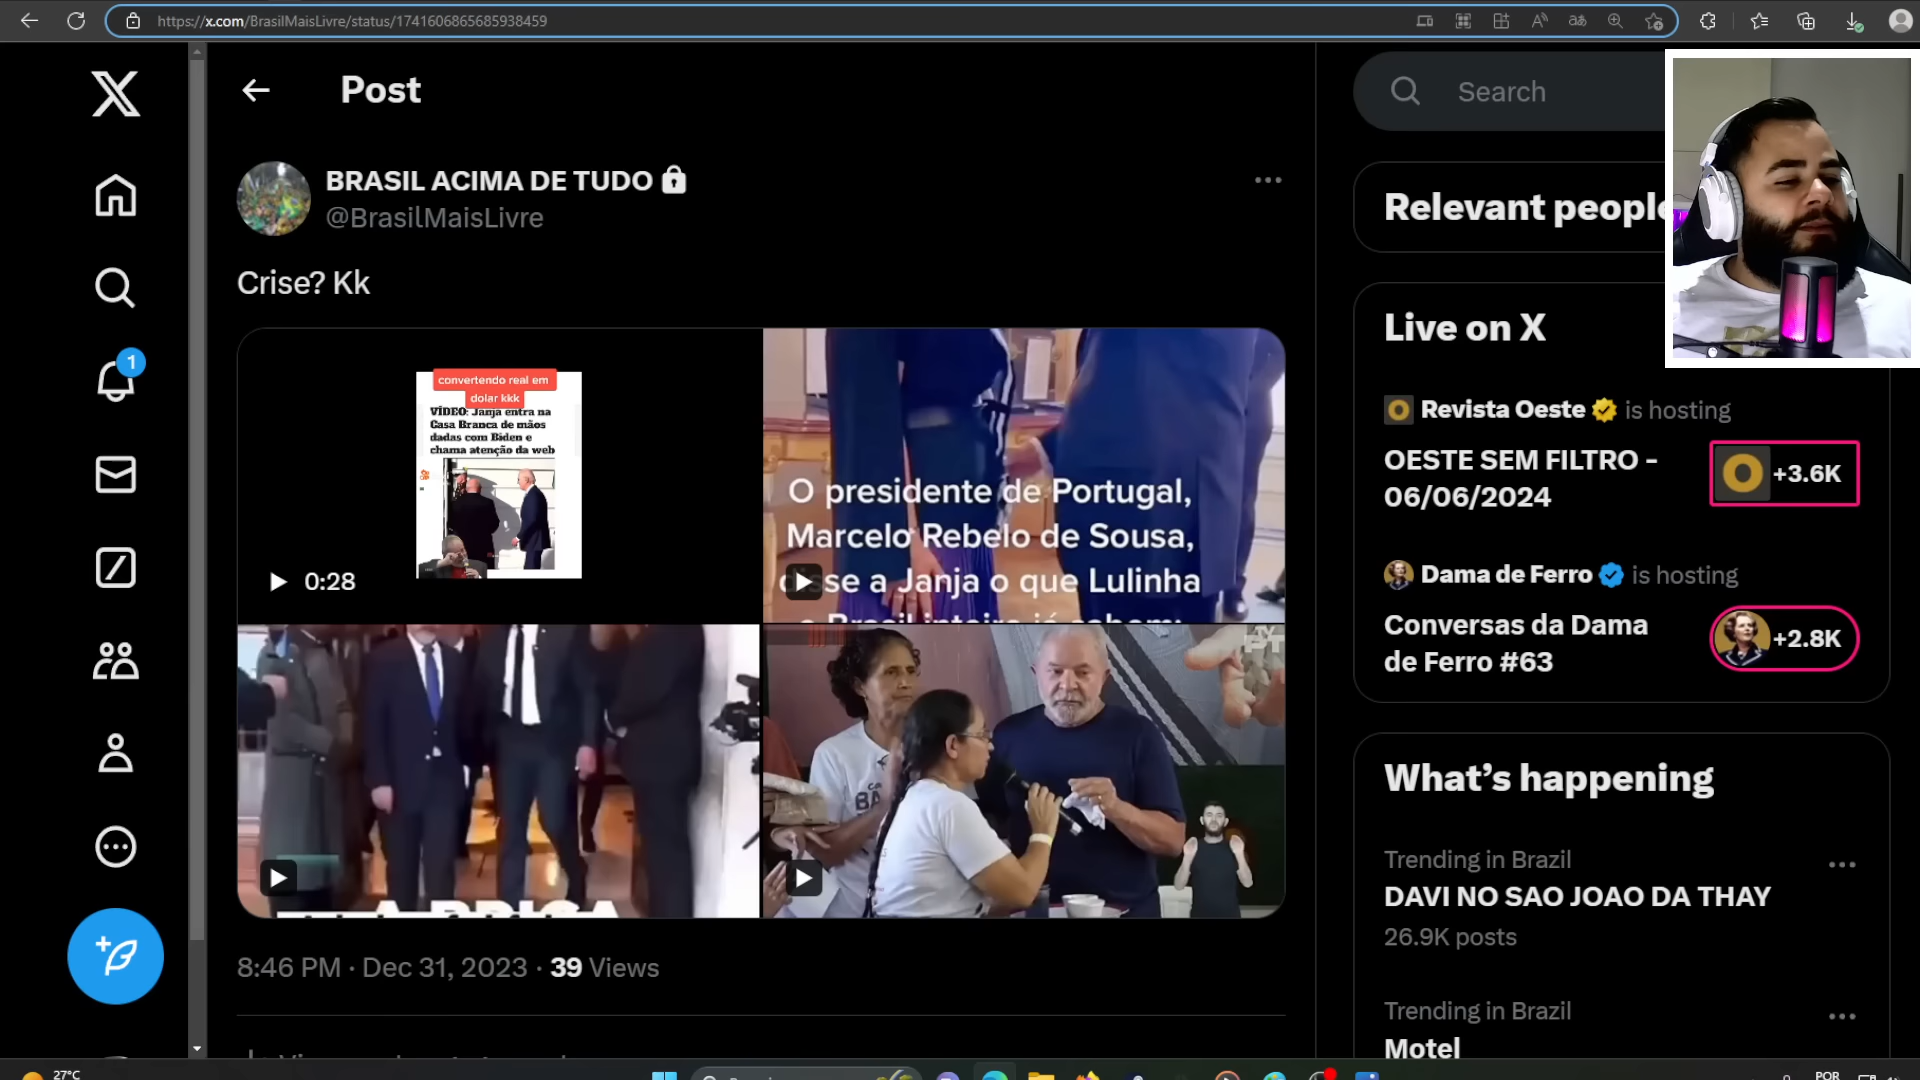 https://x.com/BrasilMaisLivre/status/1741606865685938459
Post
BRASIL ACIMA DE TUDO
@BrasilMaisLivre
Crise? Kk
convertendo real em
dolar kkk
VÍDEO: Janja entra na
Casa Branca de mãos
dadas com Biden e
chama atenção da web
0:28
O presidente de Portugal,
Marcelo Rebelo de Sousa,
disse a Janja o que Lulinha
8:46 PM · Dec 31, 2023 · 39 Views
1
Search
Relevant people
Live on X
Revista Oeste is hosting
OESTE SEM FILTRO -
06/06/2024
+3.6K
Dama de Ferro is hosting
Conversas da Dama
de Ferro #63
+2.8K
What's happening
Trending in Brazil
DAVI NO SAO JOAO DA THAY
26.9K posts
Trending in Brazil
Motel
27°C
POR